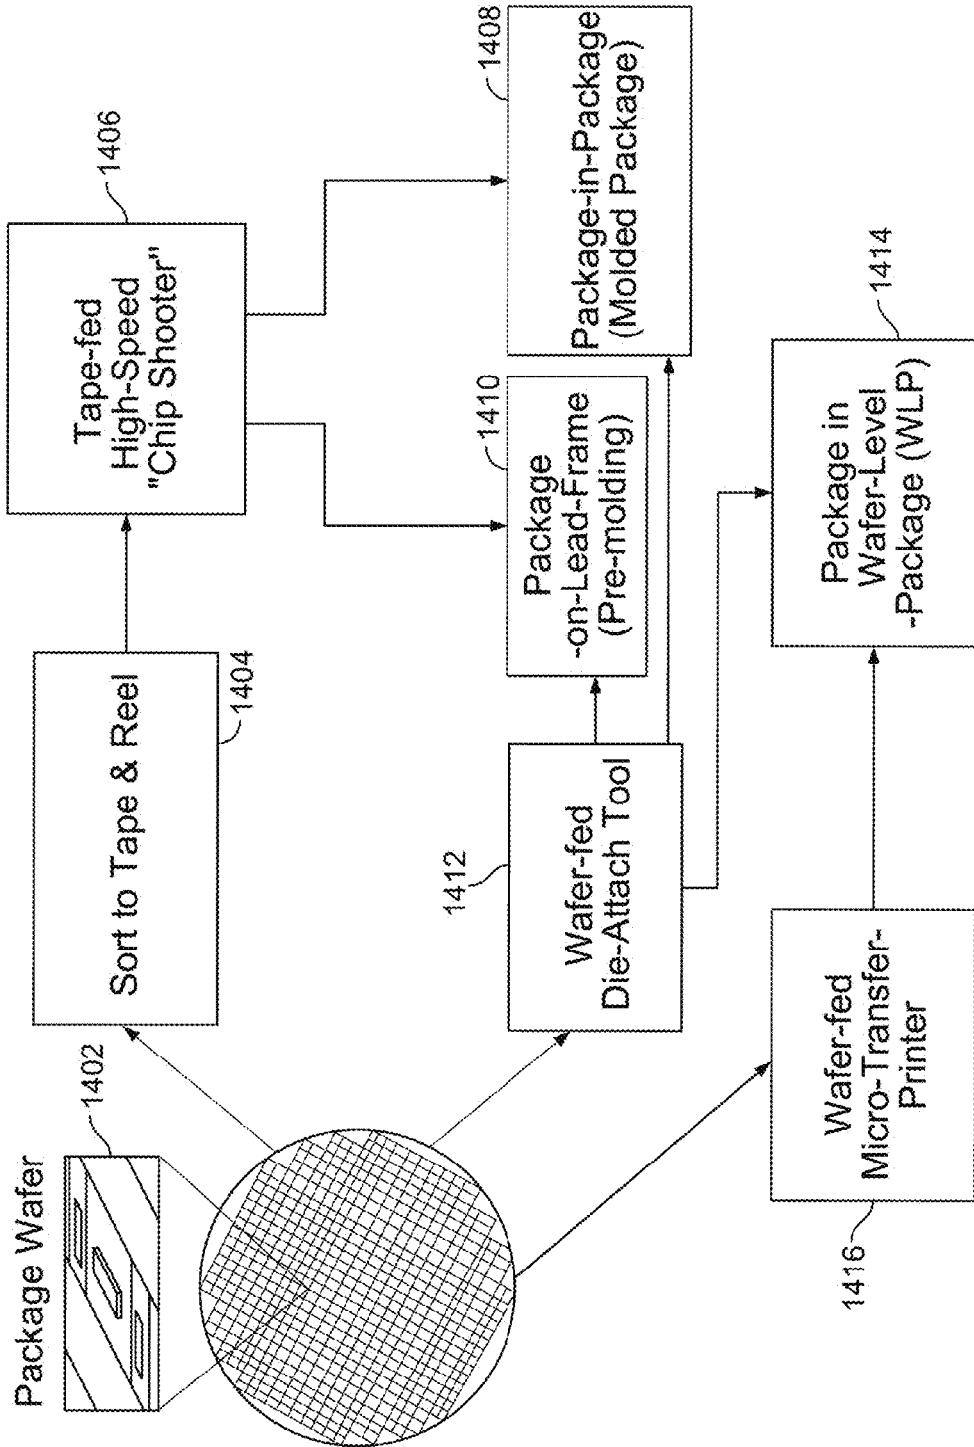 Package Wafer
1402
Sort to Tape & Reel
1404
Tape-fed
High-Speed
"Chip Shooter"
1406
1412
Wafer-fed
Die-Attach Tool
Package
-on-Lead-Frame
(Pre-molding)
1410
Package-in-Package
(Molded Package)
1408
Wafer-fed
Micro-Transfer-
Printer
1416
Package in
Wafer-Level
-Package (WLP)
1414